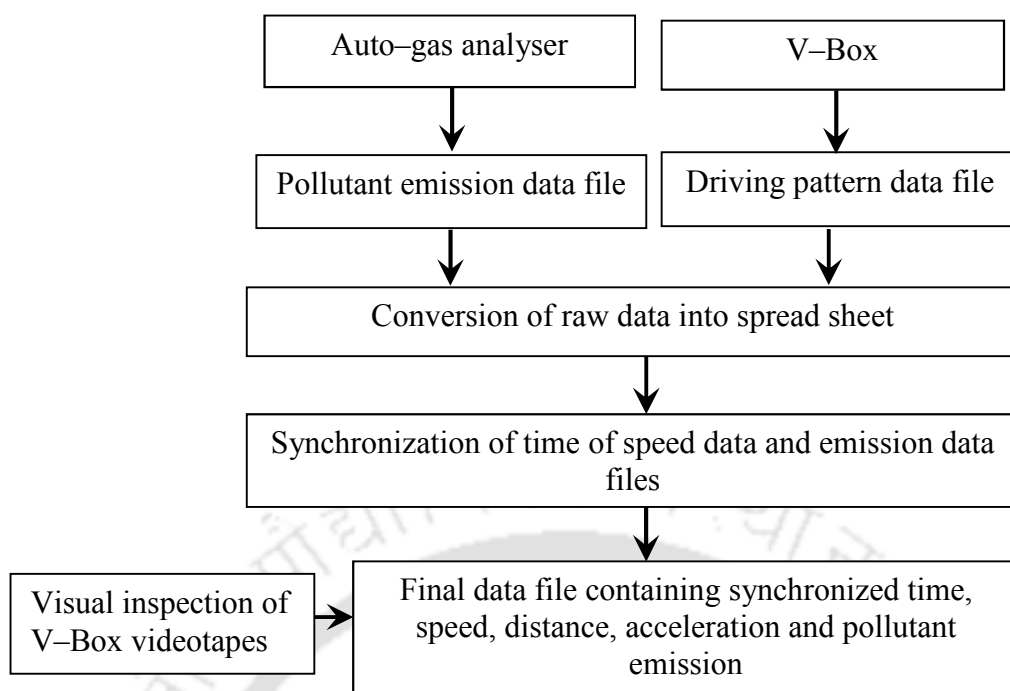 Auto–gas analyser
V–Box
Pollutant emission data file
Driving pattern data file
Conversion of raw data into spread sheet
Synchronization of time of speed data and emission data
files
Visual inspection of
V–Box videotapes
Final data file containing synchronized time,
speed, distance, acceleration and pollutant
emission